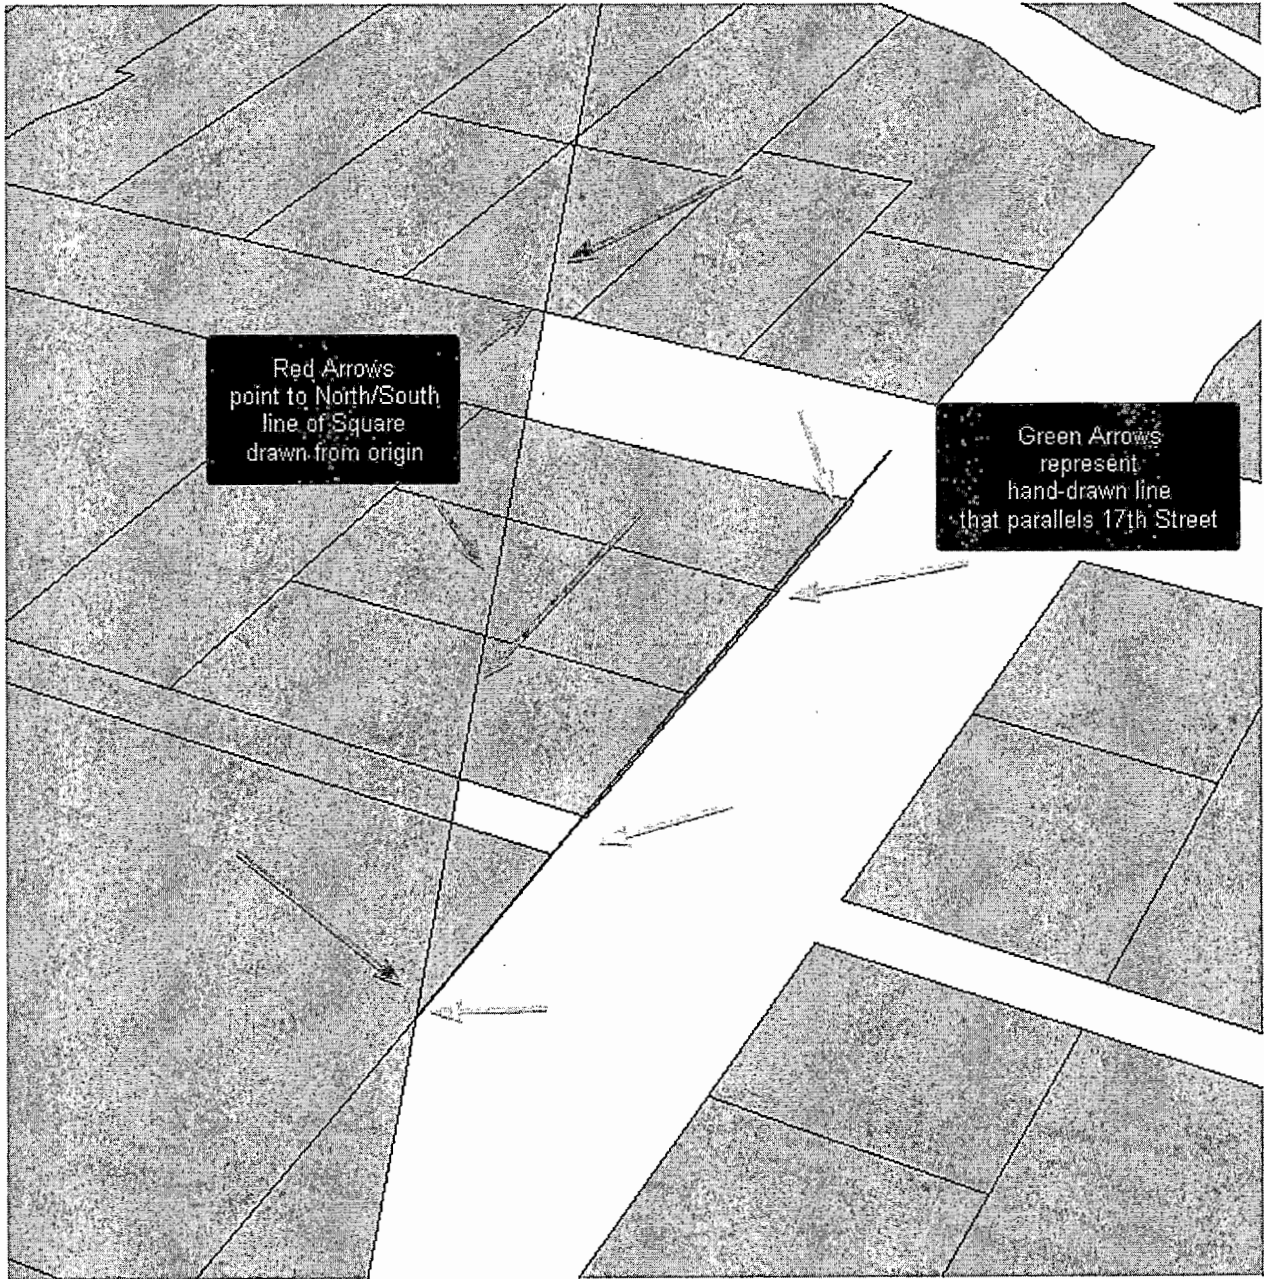 Red Arrows
point to North/South
line of Square
drawn from origin
Green Arrows
represent
hand-drawn line
that parallels 17th Street